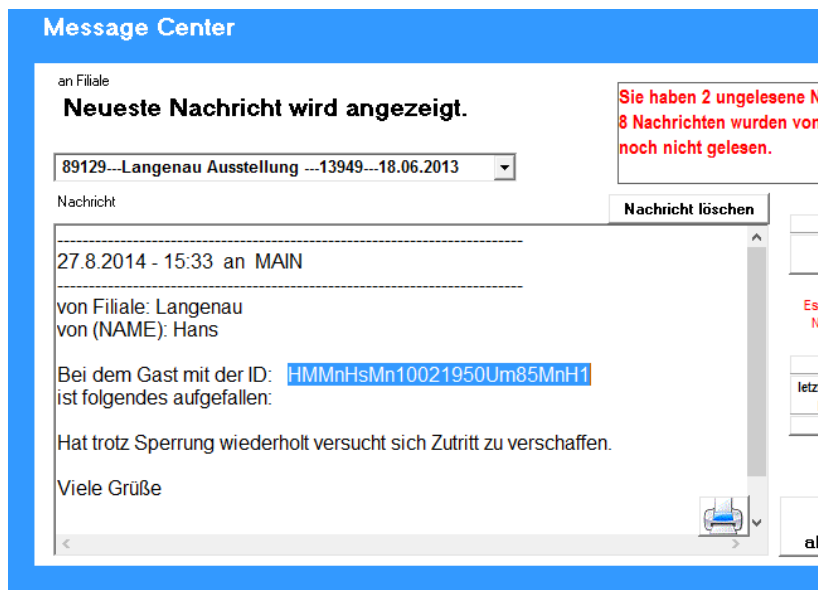 Message Center
an Filiale
Neueste Nachricht wird angezeigt.
Sie haben 2 ungelesene N
8 Nachrichten wurden von
noch nicht gelesen.
89129---Langenau Ausstellung ---13949---18.06.2013
Nachricht
Nachricht löschen
--------------------------------------------------------------------------
27.8.2014 - 15:33 an MAIN
--------------------------------------------------------------------------
von Filiale: Langenau
von (NAME): Hans
Bei dem Gast mit der ID: HMMnHsMn10021950Um85MnH1
ist folgendes aufgefallen:
Hat trotz Sperrung wiederholt versucht sich Zutritt zu verschaffen.
Viele Grüße
Es
N
letz
al